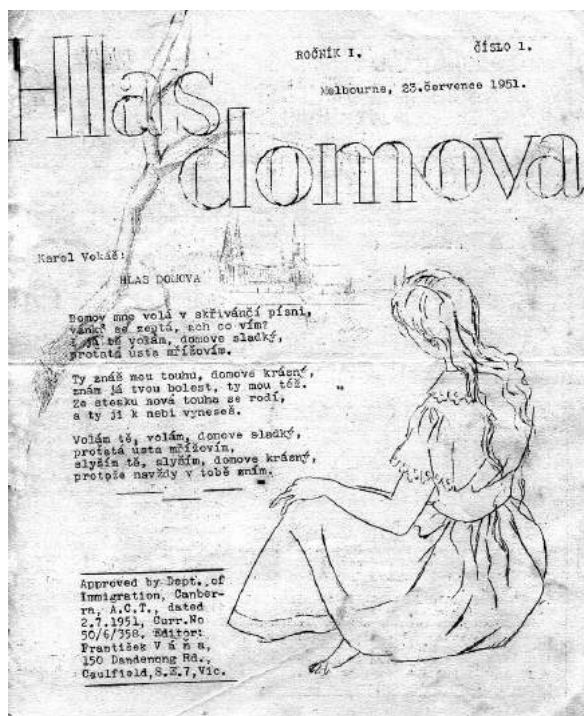 Hlas
domova
ROČNÍK I.
ČÍSLO 1.
Melbourne, 23.července 1951.
Karel Vokáč:
HLAS DOMOVA
Domov mne volá v skřivánčí písni,
vánku se zeptá, ach co vím?
I já tě volám, domove sladký,
protatá ústa mřížovím.
Ty znáš mou touhu, domove krásný,
znám já tvou bolest, ty mou též.
Ze stesku nová touha se rodí,
a ty ji k nebi vyneseš.
Volám tě, volám, domove sladký,
protatá ústa mřížovím,
slyším tě, slyším, domove krásný,
protože navždy v tobě zním.
Approved by Dept. of
Immigration, Canber-
ra, A.C.T., dated
2.7.1951, Curr.No
50/6/358. Editor:
František V á ň a,
150 Dandenong Rd.,
Caulfield,S.E.7,Vic.